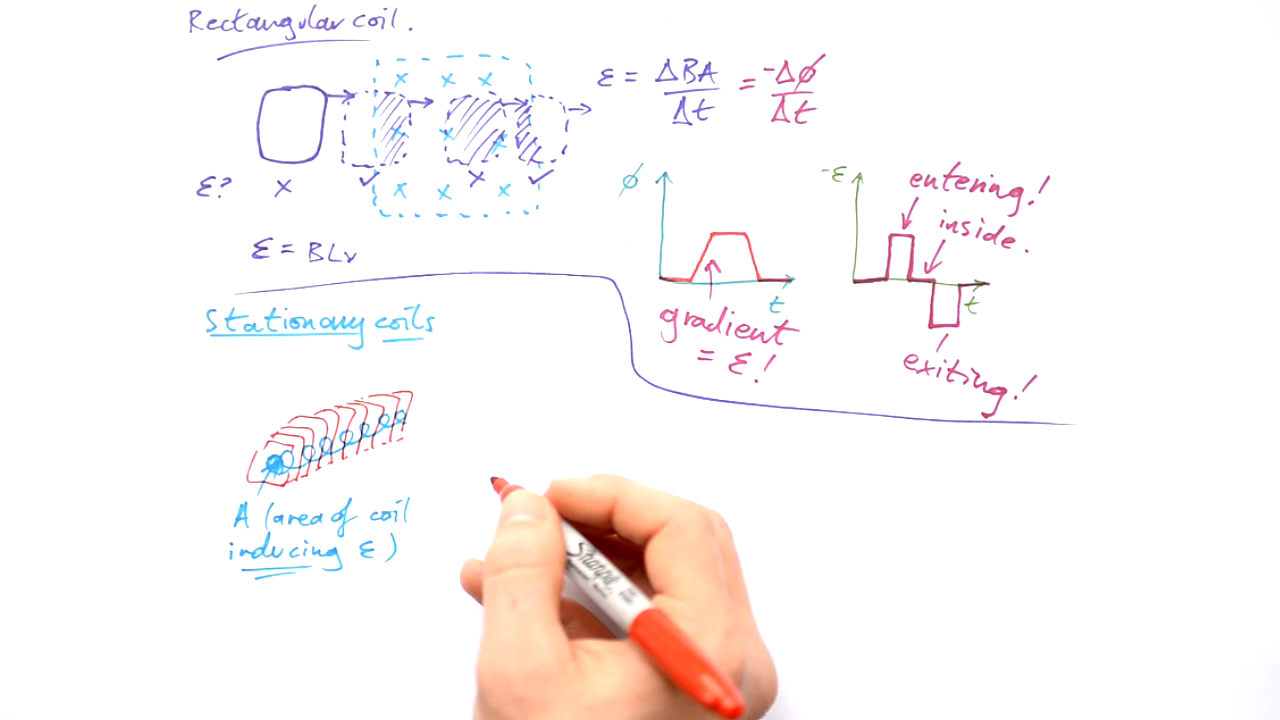 Rectangular coil.
ε = ΔBA/Δt = -Δφ/Δt
x x x
x x x
ε? x ✓ x ✓
x x x
ε = BLv
φ
t
gradient
= ε!
-ε
t
entering!
inside.
exiting!
Stationary coils
A (area of coil
inducing ε)
Sharpie